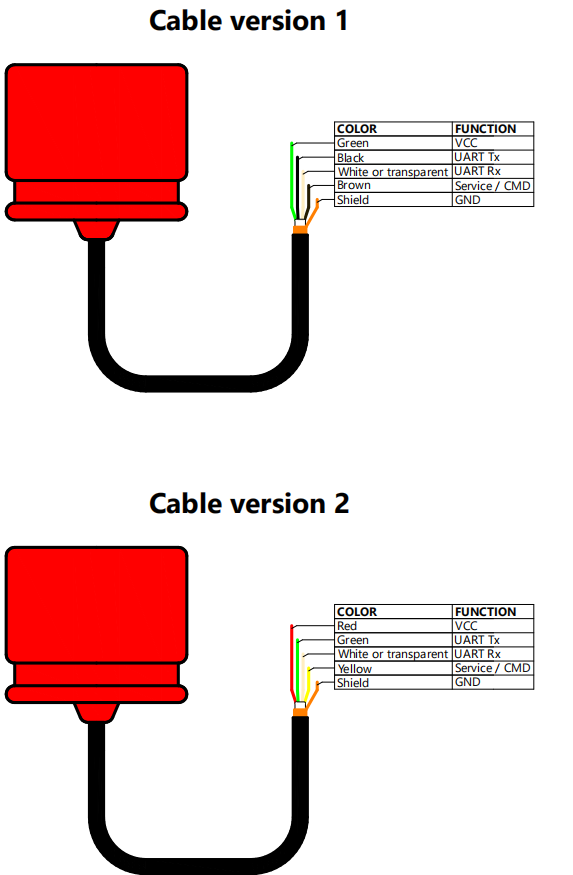 Cable version 1
COLOR FUNCTION
Green VCC
Black UART Tx
White or transparent UART Rx
Brown Service / CMD
Shield GND
Cable version 2
COLOR FUNCTION
Red VCC
Green UART Tx
White or transparent UART Rx
Yellow Service / CMD
Shield GND